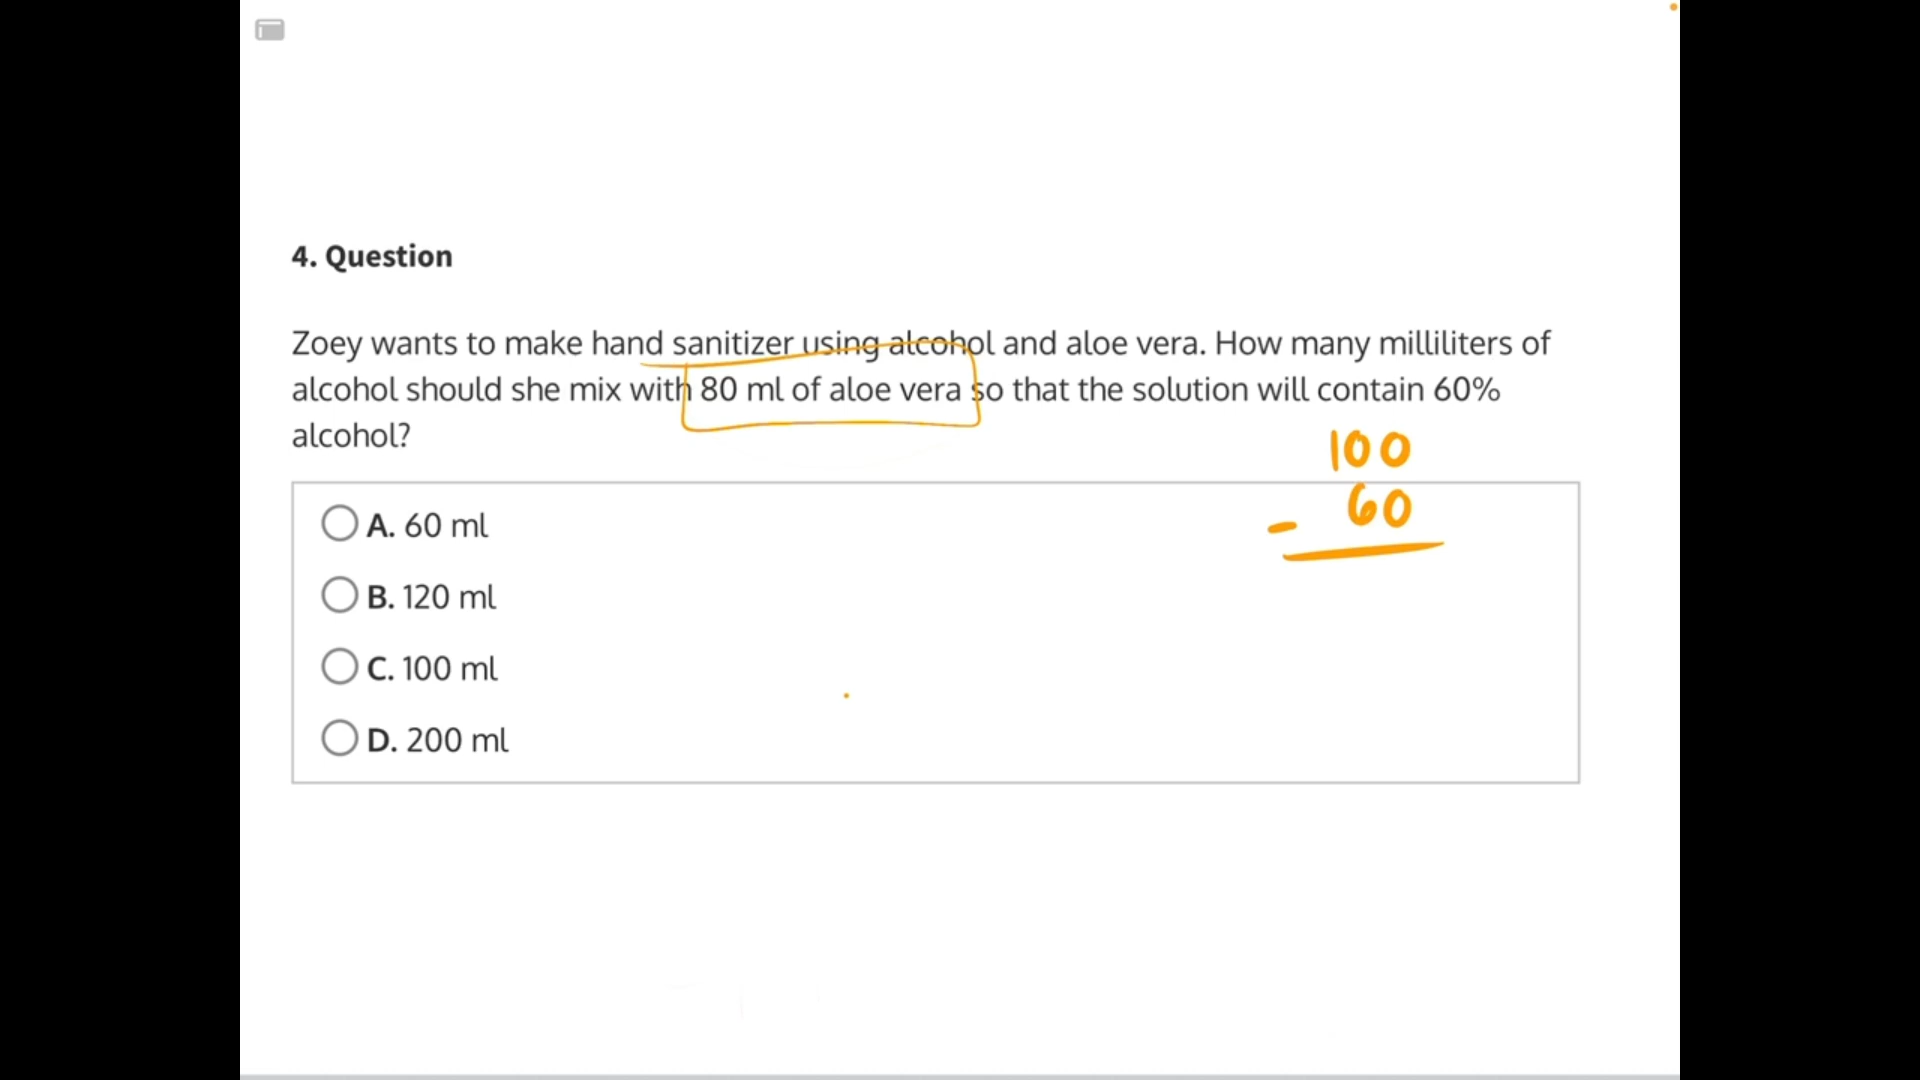 4. Question
Zoey wants to make hand sanitizer using alcohol and aloe vera. How many milliliters of
alcohol should she mix with 80 ml of aloe vera so that the solution will contain 60%
alcohol?
100
- 60
A. 60 ml
B. 120 ml
C. 100 ml
D. 200 ml